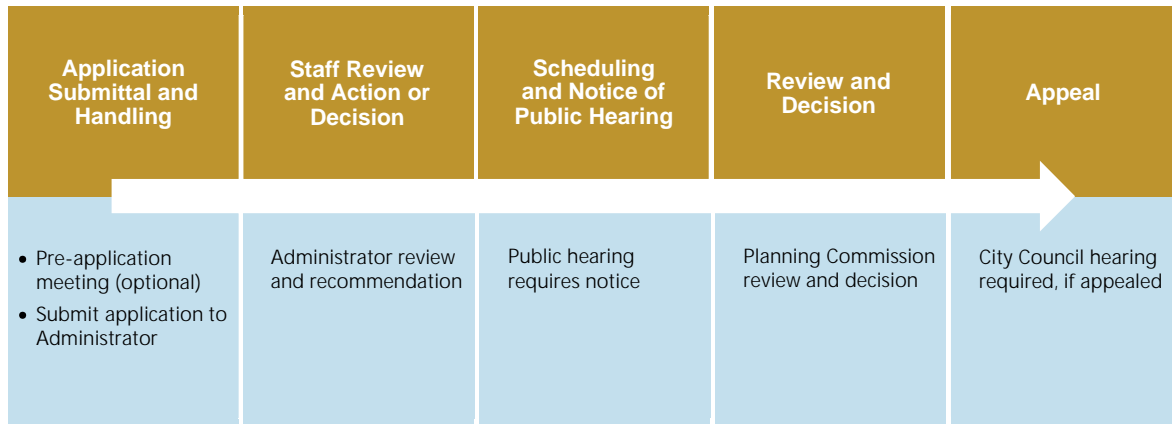 Application
Submittal and
Handling
Staff Review
and Action or
Decision
Scheduling
and Notice of
Public Hearing
Review and
Decision
Appeal
• Pre-application
meeting (optional)
• Submit application to
Administrator
Administrator review
and recommendation
Public hearing
requires notice
Planning Commission
review and decision
City Council hearing
required, if appealed